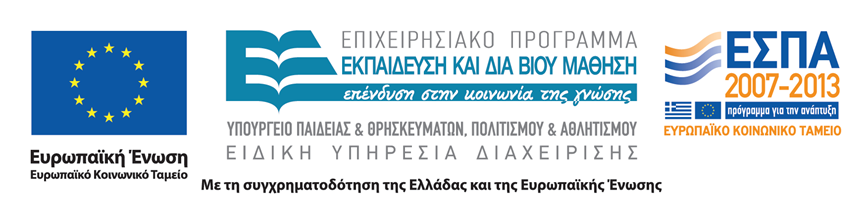 Ευρωπαϊκή Ένωση
Ευρωπαϊκό Κοινωνικό Ταμείο
ΕΠΙΧΕΙΡΗΣΙΑΚΟ ΠΡΟΓΡΑΜΜΑ
ΕΚΠΑΙΔΕΥΣΗ ΚΑΙ ΔΙΑ ΒΙΟΥ ΜΑΘΗΣΗ
επένδυση στην κοινωνία της γνώσης
ΥΠΟΥΡΓΕΙΟ ΠΑΙΔΕΙΑΣ & ΘΡΗΣΚΕΥΜΑΤΩΝ, ΠΟΛΙΤΙΣΜΟΥ & ΑΘΛΗΤΙΣΜΟΥ
ΕΙΔΙΚΗ ΥΠΗΡΕΣΙΑ ΔΙΑΧΕΙΡΙΣΗΣ
ΕΣΠΑ
2007-2013
πρόγραμμα για την ανάπτυξη
ΕΥΡΩΠΑΪΚΟ ΚΟΙΝΩΝΙΚΟ ΤΑΜΕΙΟ
Με τη συγχρηματοδότηση της Ελλάδας και της Ευρωπαϊκής Ένωσης